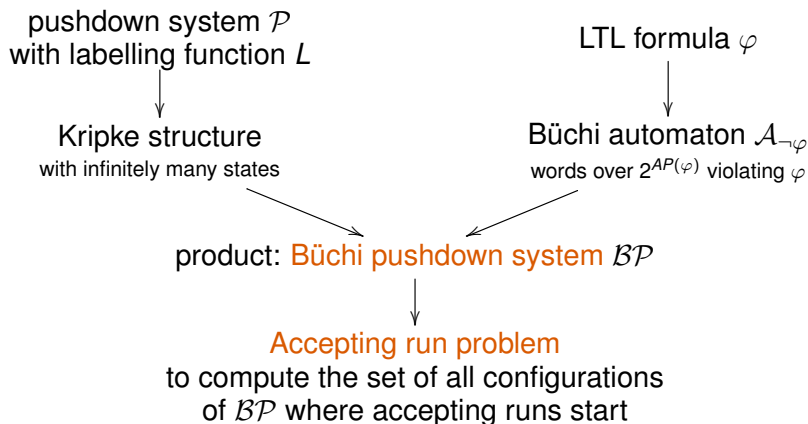 pushdown system 𝒫
with labelling function L
LTL formula φ
Kripke structure
with infinitely many states
Büchi automaton 𝒜¬φ
words over 2^AP(φ) violating φ
product: Büchi pushdown system ℬ𝒫
Accepting run problem
to compute the set of all configurations
of ℬ𝒫 where accepting runs start